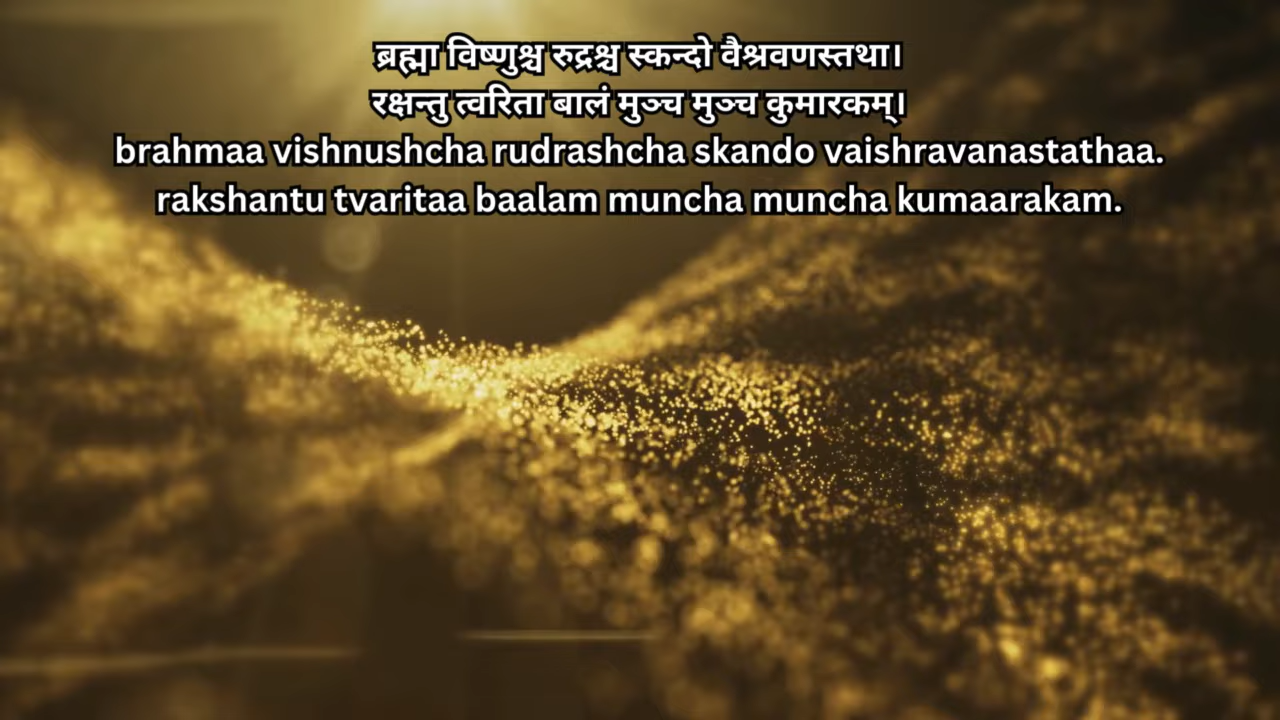 ब्रह्मा विष्णुश्च रुद्रश्च स्कन्दो वैश्रवणस्तथा।
रक्षन्तु त्वरिता बालं मुञ्च मुञ्च कुमारकम्।
brahmaa vishnushcha rudrashcha skando vaishravanastathaa.
rakshantu tvaritaa baalam muncha muncha kumaarakam.